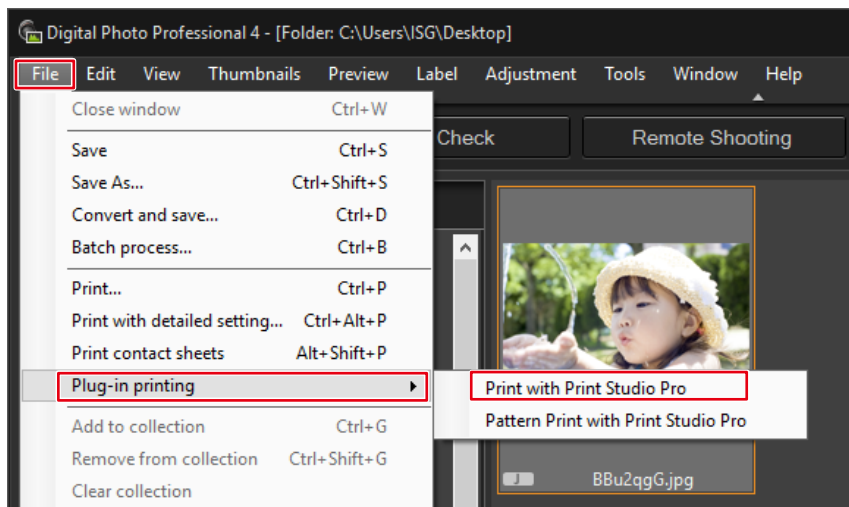 Digital Photo Professional 4 - [Folder: C:\Users\ISG\Desktop]
File Edit View Thumbnails Preview Label Adjustment Tools Window Help
Check Remote Shooting
Close window Ctrl+W
Save Ctrl+S
Save As... Ctrl+Shift+S
Convert and save... Ctrl+D
Batch process... Ctrl+B
Print... Ctrl+P
Print with detailed setting... Ctrl+Alt+P
Print contact sheets Alt+Shift+P
Plug-in printing
Print with Print Studio Pro
Pattern Print with Print Studio Pro
Add to collection Ctrl+G
Remove from collection Ctrl+Shift+G
Clear collection
J BBu2qgG.jpg